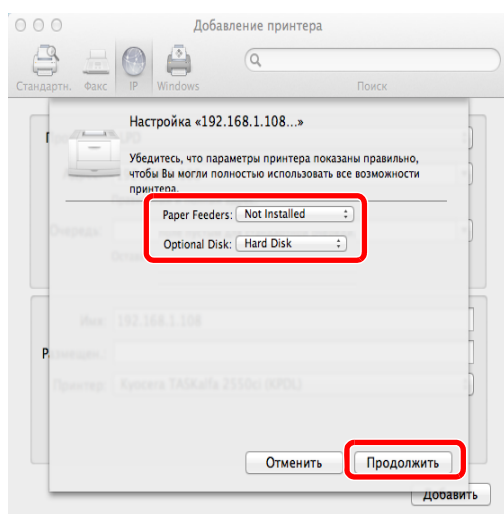 Добавление принтера
Стандартн. Факс IP Windows Поиск
Настройка «192.168.1.108...»
Убедитесь, что параметры принтера показаны правильно,
чтобы Вы могли полностью использовать все возможности
принтера.
Paper Feeders: Not Installed
Optional Disk: Hard Disk
Очередь:
Имя: 192.168.1.108
Принтер: Kyocera TASKalfa 2550ci (KPDL)
Отменить Продолжить
Добавить